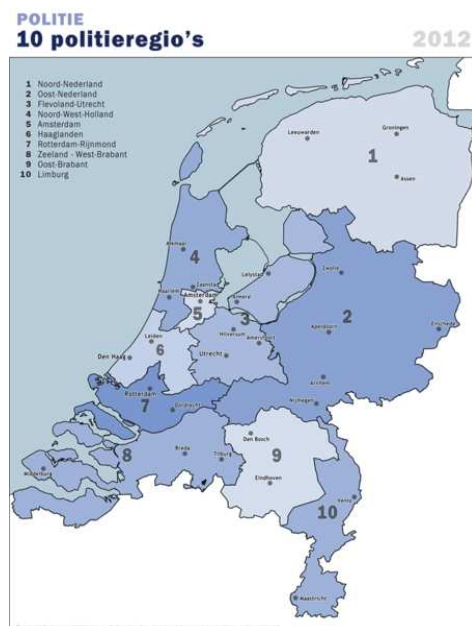 POLITIE
10 politieregio's
2012
1 Noord-Nederland
2 Oost-Nederland
3 Flevoland-Utrecht
4 Noord-West-Holland
5 Amsterdam
6 Haaglanden
7 Rotterdam-Rijnmond
8 Zeeland - West-Brabant
9 Oost-Brabant
10 Limburg
Leeuwarden
Groningen
1
Assen
Alkmaar
4
Zwolle
Lelystad
Zaanstad
Haarlem
Amsterdam
Almere
5
3
2
Enschede
Apeldoorn
Hilversum
Leiden
Amersfoort
6
Den Haag
Utrecht
Arnhem
Rotterdam
Nijmegen
7
Dordrecht
Den Bosch
8
Breda
Tilburg
9
Middelburg
Eindhoven
Venlo
10
Maastricht